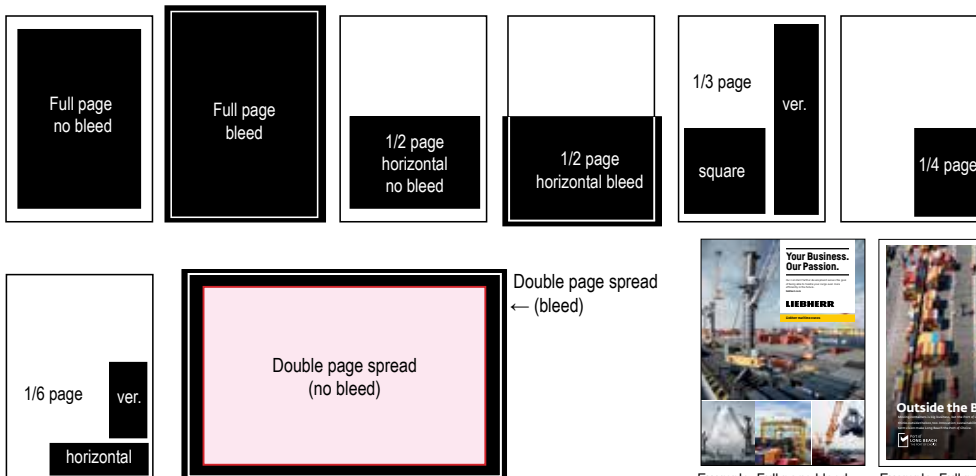 Full page
no bleed
Full page
bleed
1/2 page
horizontal
no bleed
1/2 page
horizontal bleed
1/3 page
square
ver.
1/4 page
1/6 page
ver.
horizontal
Double page spread
← (bleed)
Double page spread
(no bleed)
Your Business.
Our Passion.
LIEBHERR
Outside the B
PORT OF
LONG BEACH